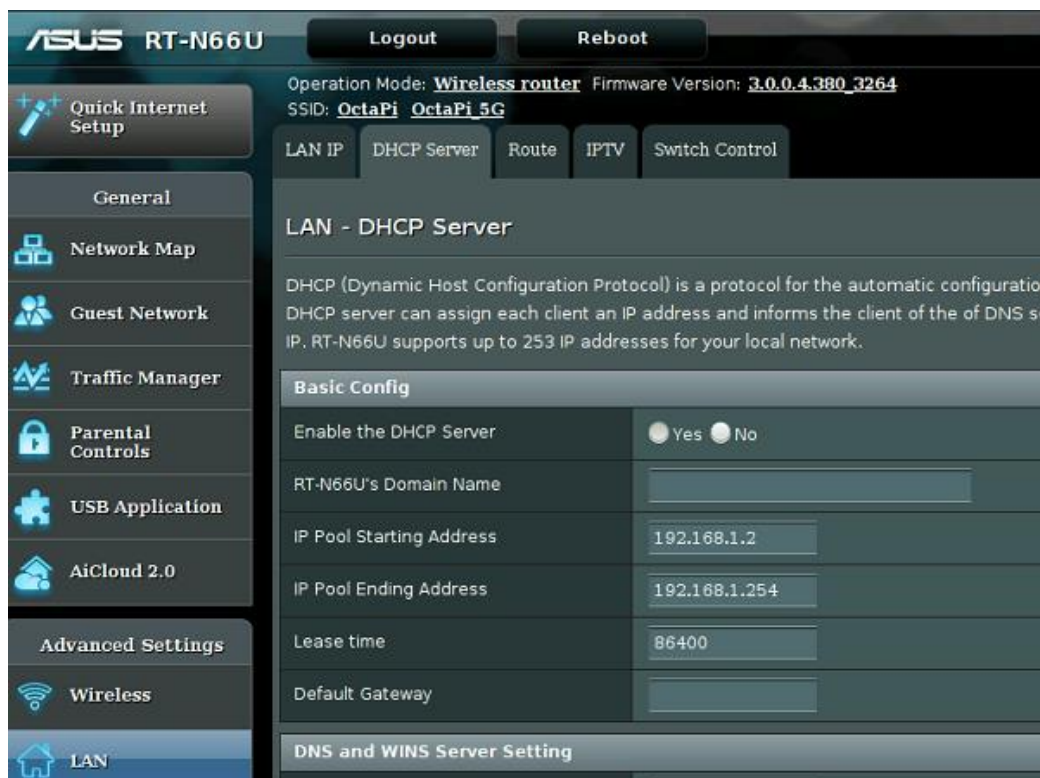 ASUS RT-N66U
Logout
Reboot
Quick Internet
Setup
General
Network Map
Guest Network
Traffic Manager
Parental
Controls
USB Application
AiCloud 2.0
Advanced Settings
Wireless
LAN
Operation Mode: Wireless router Firmware Version: 3.0.0.4.380_3264
SSID: OctaPi OctaPi_5G
LAN IP DHCP Server Route IPTV Switch Control
LAN - DHCP Server
DHCP (Dynamic Host Configuration Protocol) is a protocol for the automatic configuratio
DHCP server can assign each client an IP address and informs the client of the of DNS s
IP. RT-N66U supports up to 253 IP addresses for your local network.
Basic Config
Enable the DHCP Server Yes No
RT-N66U's Domain Name
IP Pool Starting Address 192.168.1.2
IP Pool Ending Address 192.168.1.254
Lease time 86400
Default Gateway
DNS and WINS Server Setting